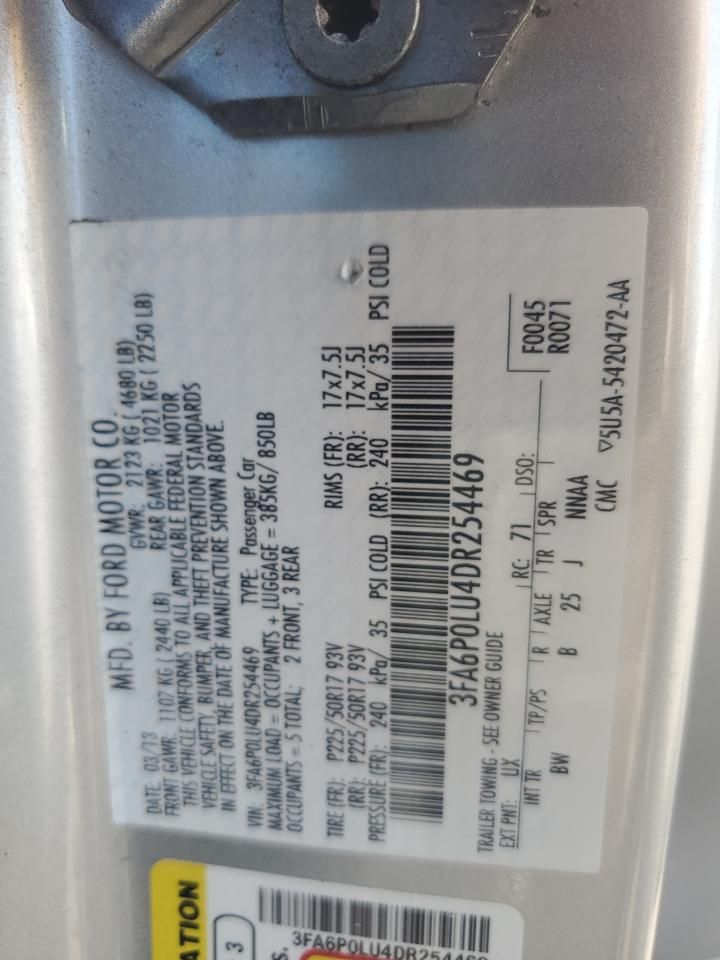 MFD. BY FORD MOTOR CO.
DATE: 03/13 GVWR: 2123 KG ( 4680 LB)
FRONT GAWR: 1107 KG ( 2440 LB) REAR GAWR: 1021 KG ( 2250 LB)
THIS VEHICLE CONFORMS TO ALL APPLICABLE FEDERAL MOTOR
VEHICLE SAFETY, BUMPER, AND THEFT PREVENTION STANDARDS
IN EFFECT ON THE DATE OF MANUFACTURE SHOWN ABOVE.
VIN: 3FA6P0LU4DR254469 TYPE: Passenger Car
MAXIMUM LOAD = OCCUPANTS + LUGGAGE = 385KG/ 850LB
OCCUPANTS = 5 TOTAL; 2 FRONT, 3 REAR
TIRE (FR): P225/50R17 93V RIMS (FR): 17x7.5J
(RR): P225/50R17 93V (RR): 17x7.5J
PRESSURE (FR): 240 kPa/ 35 PSI COLD (RR): 240 kPa/ 35 PSI COLD
3FA6P0LU4DR254469
TRAILER TOWING - SEE OWNER GUIDE
EXT PNT: UX RC: 71 DSO: F0045
R0071
INT TR TP/PS R AXLE TR SPR
BW B 25 J NNAA
CMC ▽5U5A-5420472-AA
ATION
3
S.
3FA6P0LU4DR254469